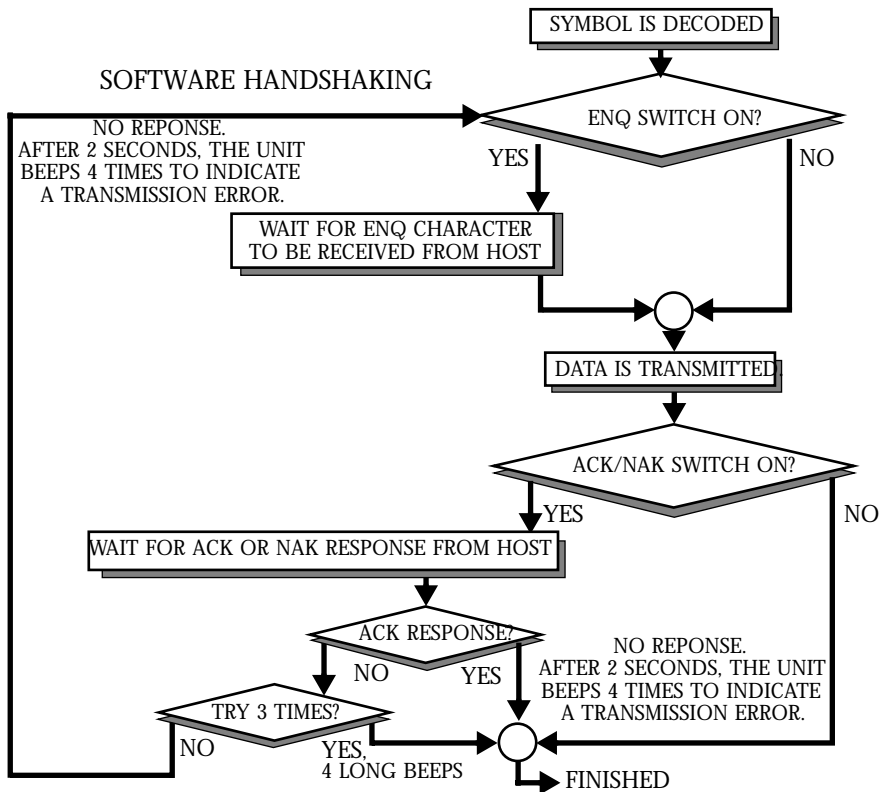 SYMBOL IS DECODED
SOFTWARE HANDSHAKING
ENQ SWITCH ON?
NO REPONSE.
AFTER 2 SECONDS, THE UNIT
BEEPS 4 TIMES TO INDICATE
A TRANSMISSION ERROR.
YES
NO
WAIT FOR ENQ CHARACTER
TO BE RECEIVED FROM HOST
DATA IS TRANSMITTED.
ACK/NAK SWITCH ON?
YES
NO
WAIT FOR ACK OR NAK RESPONSE FROM HOST
ACK RESPONSE?
NO
YES
NO REPONSE.
AFTER 2 SECONDS, THE UNIT
BEEPS 4 TIMES TO INDICATE
A TRANSMISSION ERROR.
TRY 3 TIMES?
NO
YES,
4 LONG BEEPS
FINISHED